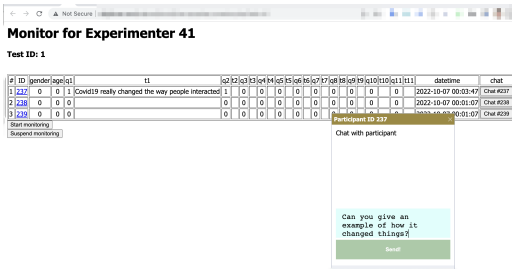 Not Secure
Monitor for Experimenter 41
Test ID: 1
# ID gender age q1 t1 q2 t2 q3 t3 q4 t4 q5 t5 q6 t6 q7 t7 q8 t8 q9 t9 q10 t10 q11 t11 datetime chat
1 237 0 0 1 Covid19 really changed the way people interacted 1 0 0 0 0 0 0 0 0 0 2022-10-07 00:03:47 Chat #237
2 238 0 0 0 0 0 0 0 0 0 0 0 0 0 2022-10-07 00:01:07 Chat #238
3 239 0 0 0 0 0 0 0 0 0 0 0 0 0 2022-10-07 00:01:07 Chat #239
Start monitoring
Suspend monitoring
Participant ID 237 ×
Chat with participant
Can you give an
example of how it
changed things?
Send